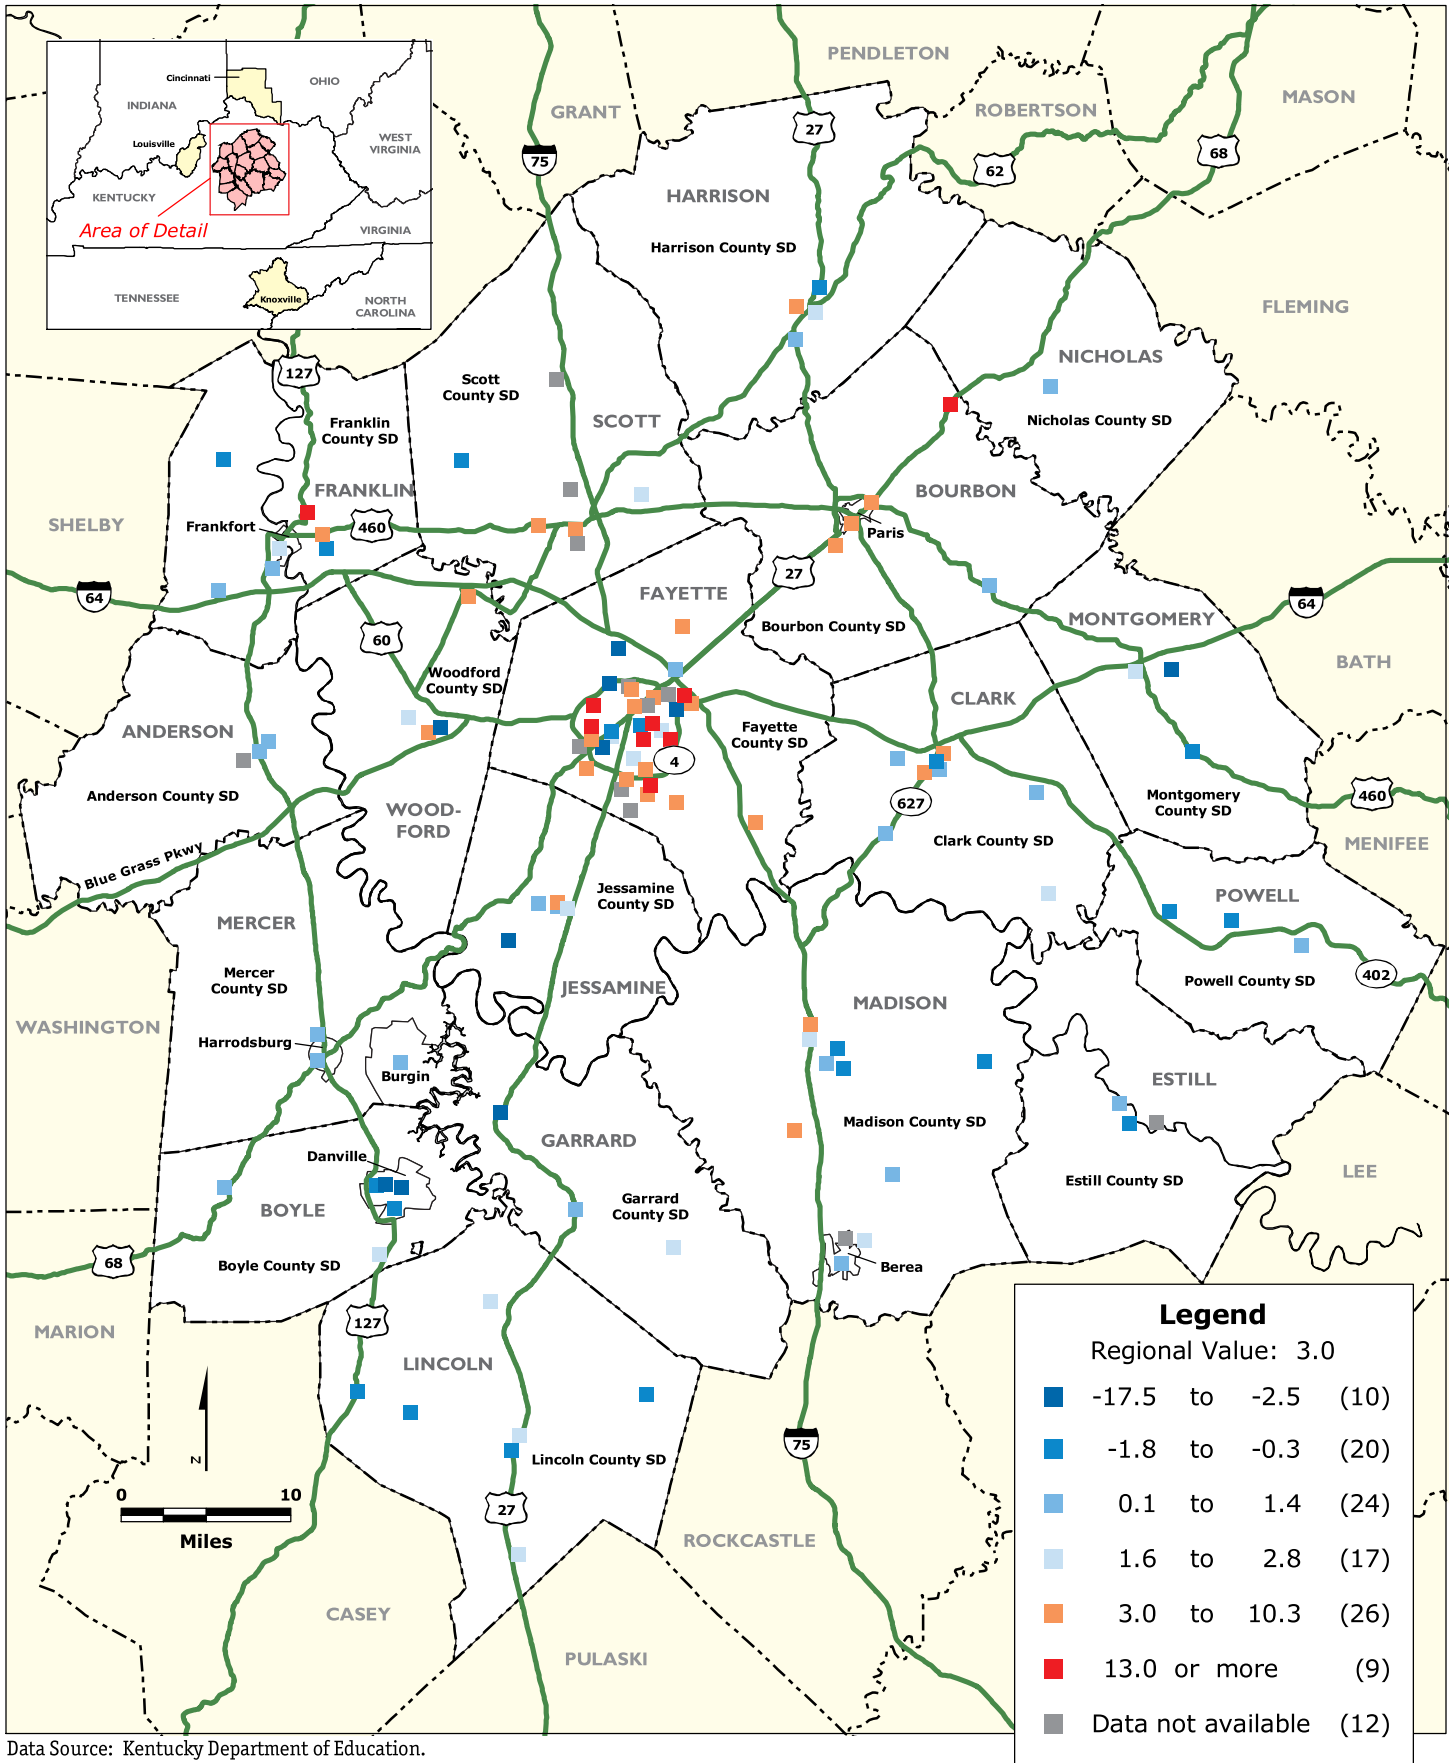 PENDLETON
GRANT
ROBERTSON
MASON
27
75
62
68
Cincinnati
OHIO
INDIANA
Louisville
WEST
VIRGINIA
KENTUCKY
Area of Detail
VIRGINIA
TENNESSEE
Knoxville
NORTH
CAROLINA
HARRISON
Harrison County SD
FLEMING
NICHOLAS
Nicholas County SD
127
Scott
County SD
SCOTT
Franklin
County SD
FRANKLIN
BOURBON
SHELBY
Frankfort
460
Paris
64
27
FAYETTE
64
MONTGOMERY
60
Bourbon County SD
BATH
Woodford
County SD
CLARK
ANDERSON
Fayette
County SD
4
Anderson County SD
WOOD-
FORD
627
Montgomery
County SD
460
Clark County SD
MENIFEE
Blue Grass Pkwy
Jessamine
County SD
POWELL
MERCER
Mercer
County SD
JESSAMINE
MADISON
Powell County SD
402
WASHINGTON
Harrodsburg
Burgin
ESTILL
Madison County SD
GARRARD
Danville
Estill County SD
LEE
BOYLE
Garrard
County SD
68
Boyle County SD
Berea
MARION
127
LINCOLN
75
Lincoln County SD
N
0 10
Miles
27
ROCKCASTLE
CASEY
PULASKI
Legend
Regional Value: 3.0
-17.5 to -2.5 (10)
-1.8 to -0.3 (20)
0.1 to 1.4 (24)
1.6 to 2.8 (17)
3.0 to 10.3 (26)
13.0 or more (9)
Data not available (12)
Data Source: Kentucky Department of Education.